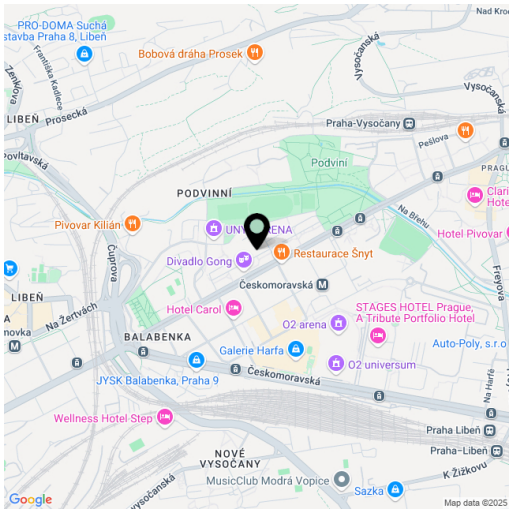 PRO-DOMA Suchá
stavba Praha 8, Libeň
Nad Kroc
Vysočanská
Bobová dráha Prosek
Zenklova
Františka Kadlece
Prosecká
Vysočanská
LIBEŇ
Praha-Vysočany
Pešlova
Povltavská
Podviní
PRAGU
PODVINNÍ
Clari
Hotel
Na Břehu
Pivovar Kilián
Hotel Pivovar
Restaurace Šnyt
Divadlo Gong
Čuprova
Freyova
LIBEŇ
Českomoravská
Na Žertvách
Hotel Carol
STAGES HOTEL Prague,
A Tribute Portfolio Hotel
O2 arena
BALABENKA
Galerie Harfa
Auto-Poly, s.r.o
O2 universum
JYSK Balabenka, Praha 9
Českomoravská
Na Harfě
Wellness Hotel Step
Praha Libeň
Praha-Libeň
NOVÉ
VYSOČANY
K Žižkovu
MusicClub Modrá Vopice
Sazka
Google
Map data ©2025